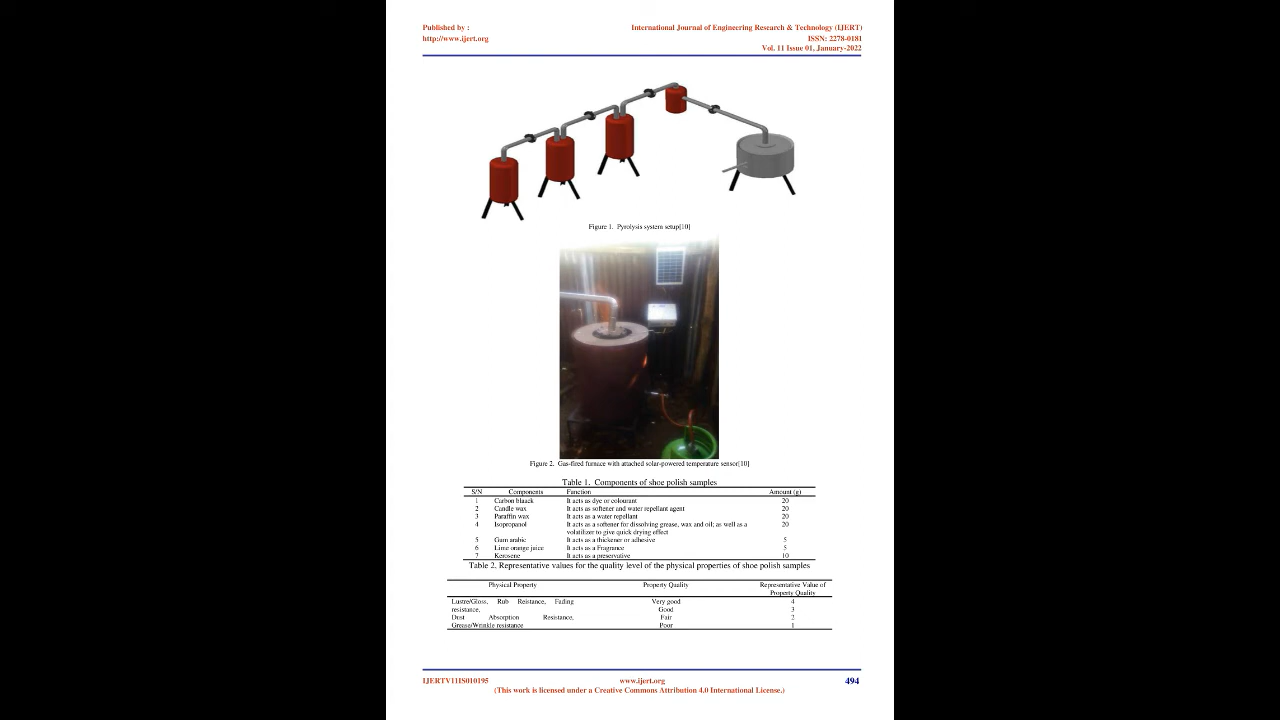 Published by :
International Journal of Engineering Research & Technology (IJERT)
http://www.ijert.org
ISSN: 2278-0181
Vol. 11 Issue 01, January-2022
Figure 1. Pyrolysis system setup[10]
Figure 2. Gas-fired furnace with attached solar-powered temperature sensor[10]
Table 1. Components of shoe polish samples
S/N Components Function Amount (g)
1 Carbon blaack It acts as dye or colourant 20
2 Candle wax It acts as softener and water repellant agent 20
3 Paraffin wax It acts as a water repellant 20
4 Isopropanol It acts as a softener for dissolving grease, wax and oil; as well as a 20
volatilizer to give quick drying effect
5 Gum arabic It acts as a thickener or adhesive 5
6 Lime orange juice It acts as a Fragrance 5
7 Kerosene It acts as a preservative 10
Table 2. Representative values for the quality level of the physical properties of shoe polish samples
Physical Property Property Quality Representative Value of
Property Quality
Lustre/Gloss, Rub Reistance, Fading Very good 4
resistance, Good 3
Dust Absorption Resistance, Fair 2
Grease/Wrinkle resistance Poor 1
IJERTV11IS010195 www.ijert.org 494
(This work is licensed under a Creative Commons Attribution 4.0 International License.)